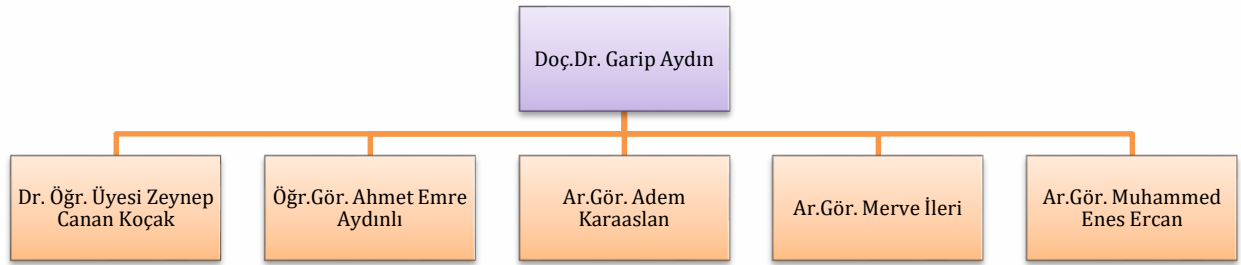 Doç.Dr. Garip Aydın
Dr. Öğr. Üyesi Zeynep
Canan Koçak
Öğr.Gör. Ahmet Emre
Aydınlı
Ar.Gör. Adem
Karaaslan
Ar.Gör. Merve İleri
Ar.Gör. Muhammed
Enes Ercan